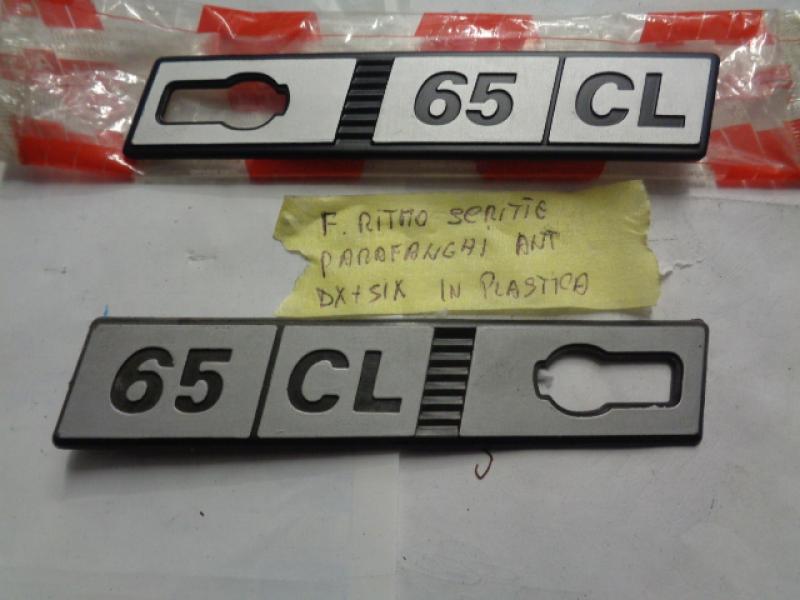 65 CL
F. RITMO SCRITTE
PARAFANGHI ANT
DX+SIX IN PLASTICA
65 CL